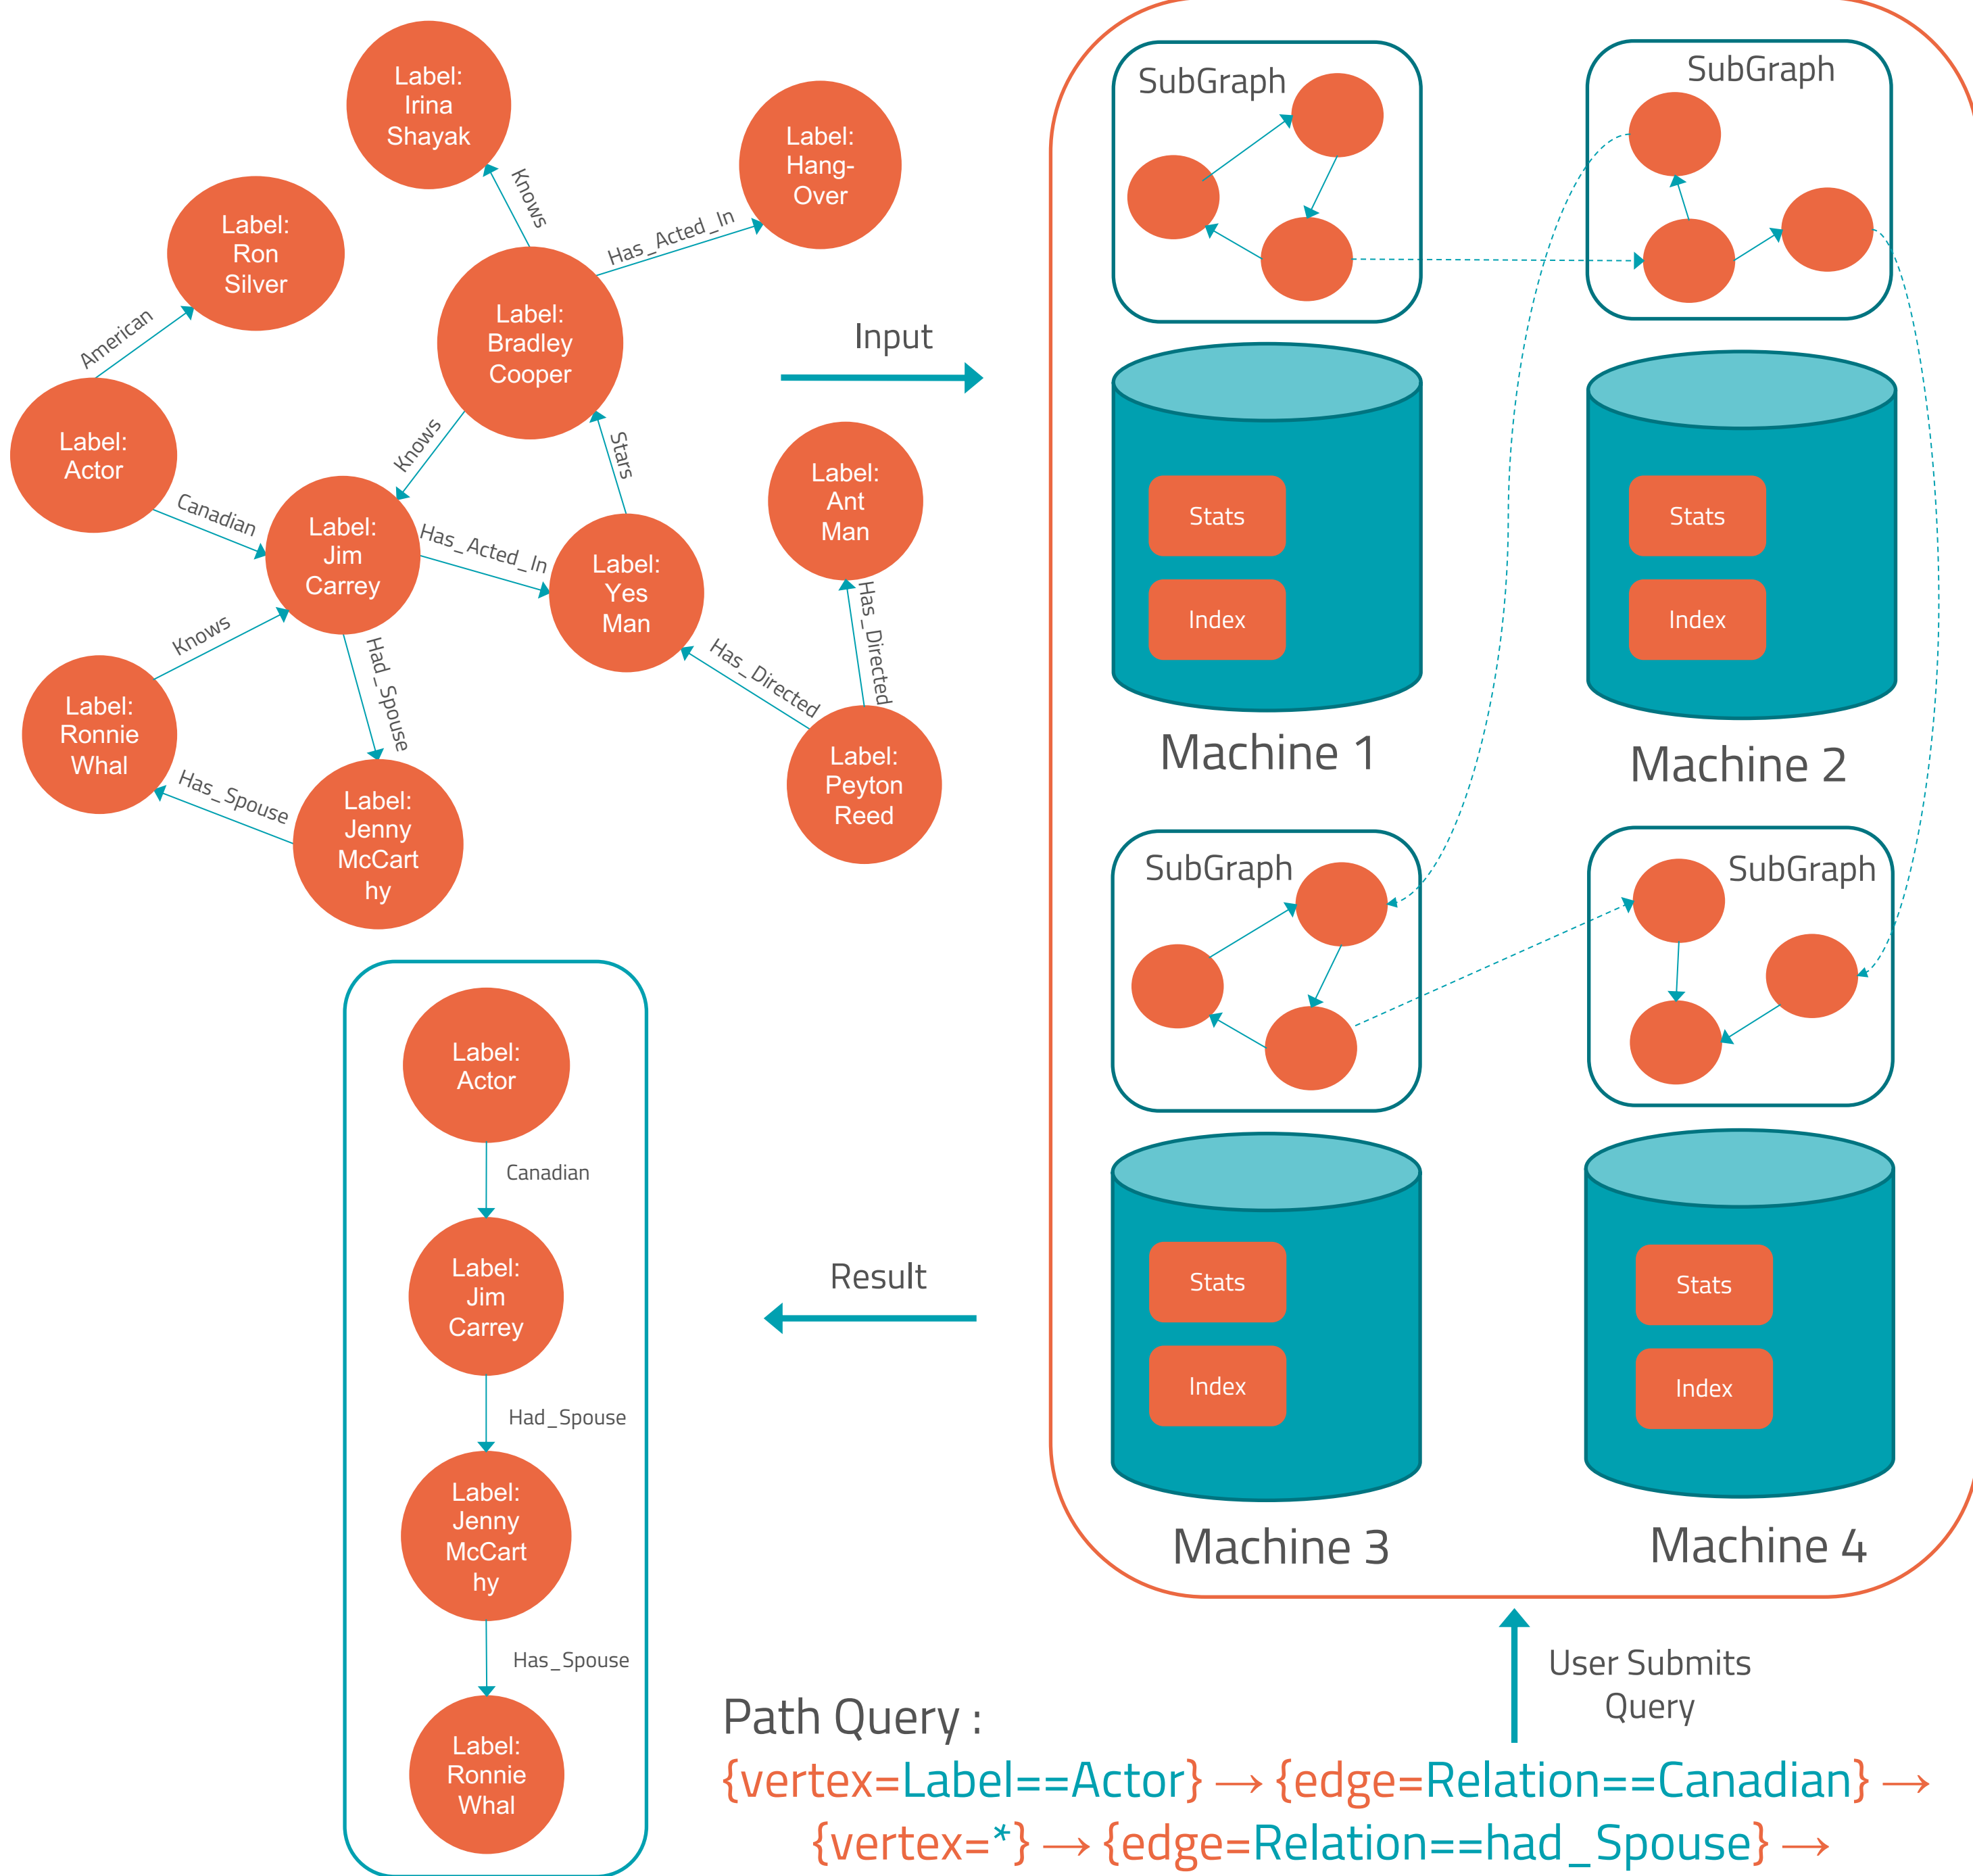 Label:
Irina
Shayak
Label:
Hang-
Over
Label:
Ron
Silver
Knows
Has_Acted_In
American
Label:
Bradley
Cooper
Label:
Actor
Knows
Stars
Canadian
Label:
Jim
Carrey
Has_Acted_In
Label:
Yes
Man
Label:
Ant
Man
Knows
Had_Spouse
Has_Directed
Has_Directed
Label:
Ronnie
Whal
Has_Spouse
Label:
Jenny
McCart
hy
Label:
Peyton
Reed
Input
SubGraph
SubGraph
Stats
Index
Machine 1
Stats
Index
Machine 2
SubGraph
SubGraph
Stats
Index
Machine 3
Stats
Index
Machine 4
Result
Label:
Actor
Canadian
Label:
Jim
Carrey
Had_Spouse
Label:
Jenny
McCart
hy
Has_Spouse
Label:
Ronnie
Whal
User Submits
Query
Path Query :
{vertex=Label==Actor} → {edge=Relation==Canadian} →
{vertex=*} → {edge=Relation==had_Spouse} →